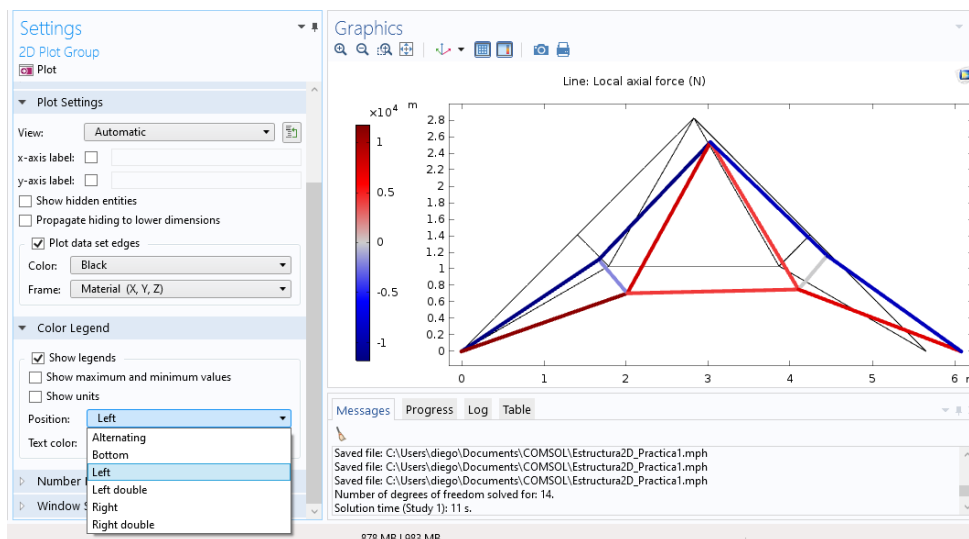 Settings
2D Plot Group
Plot
Plot Settings
View: Automatic
x-axis label:
y-axis label:
Show hidden entities
Propagate hiding to lower dimensions
Plot data set edges
Color: Black
Frame: Material (X, Y, Z)
Color Legend
Show legends
Show maximum and minimum values
Show units
Position: Left
Text color:
Alternating
Bottom
Left
Left double
Right
Right double
Number
Window
Graphics
Line: Local axial force (N)
×10⁴
1
0.5
0
-0.5
-1
m
2.8
2.6
2.4
2.2
2
1.8
1.6
1.4
1.2
1
0.8
0.6
0.4
0.2
0
0 1 2 3 4 5 6
Messages Progress Log Table
Saved file: C:\Users\diego\Documents\COMSOL\Estructura2D_Practica1.mph
Saved file: C:\Users\diego\Documents\COMSOL\Estructura2D_Practica1.mph
Saved file: C:\Users\diego\Documents\COMSOL\Estructura2D_Practica1.mph
Number of degrees of freedom solved for: 14.
Solution time (Study 1): 11 s.
878 MB | 983 MB